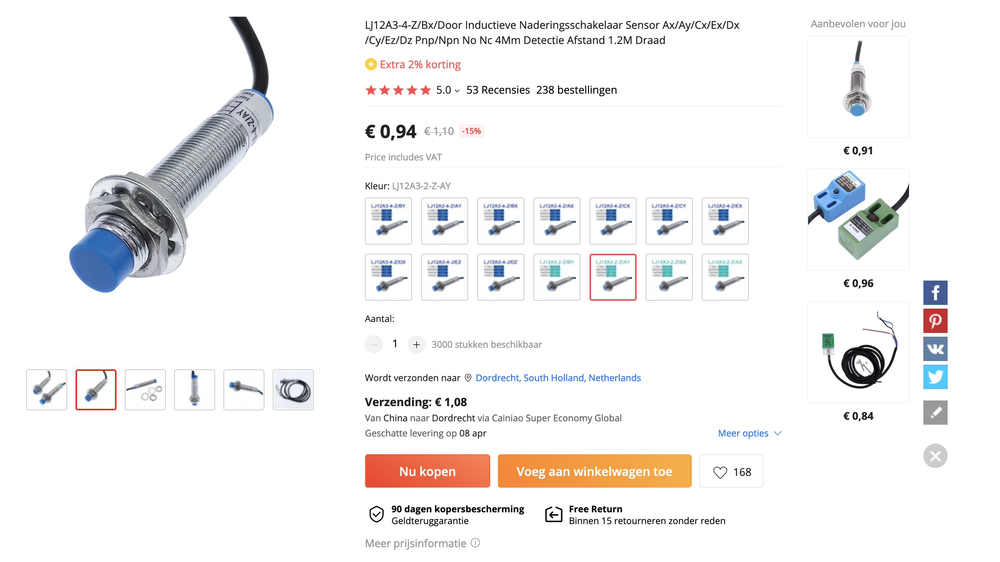 LJ12A3-4-Z/Bx/Door Inductieve Naderingsschakelaar Sensor Ax/Ay/Cx/Ex/Dx
/Cy/Ez/Dz Pnp/Npn No Nc 4Mm Detectie Afstand 1.2M Draad
Extra 2% korting
5.0 53 Recensies 238 bestellingen
€ 0,94 € 1,10 -15%
Price includes VAT
Kleur: LJ12A3-2-Z-AY
LJ12A3-4-Z/BY LJ12A3-4-Z/AY LJ12A3-4-Z/BX LJ12A3-4-Z/AX LJ12A3-4-Z/CX LJ12A3-4-Z/CY LJ12A3-4-Z/EX
LJ12A3-4-Z/DX LJ12A3-4-J/EZ LJ12A3-4-J/DZ LJ12A3-2-Z/BY LJ12A3-2-Z/AY LJ12A3-2-Z/BX LJ12A3-2-Z/AX
Aantal:
1 3000 stukken beschikbaar
Wordt verzonden naar Dordrecht, South Holland, Netherlands
Verzending: € 1,08
Van China naar Dordrecht via Cainiao Super Economy Global
Geschatte levering op 08 apr
Meer opties
Nu kopen
Voeg aan winkelwagen toe
168
90 dagen kopersbescherming
Geldteruggarantie
Free Return
Binnen 15 retourneren zonder reden
Meer prijsinformatie
Aanbevolen voor jou
€ 0,91
SN04-N
€ 0,96
€ 0,84